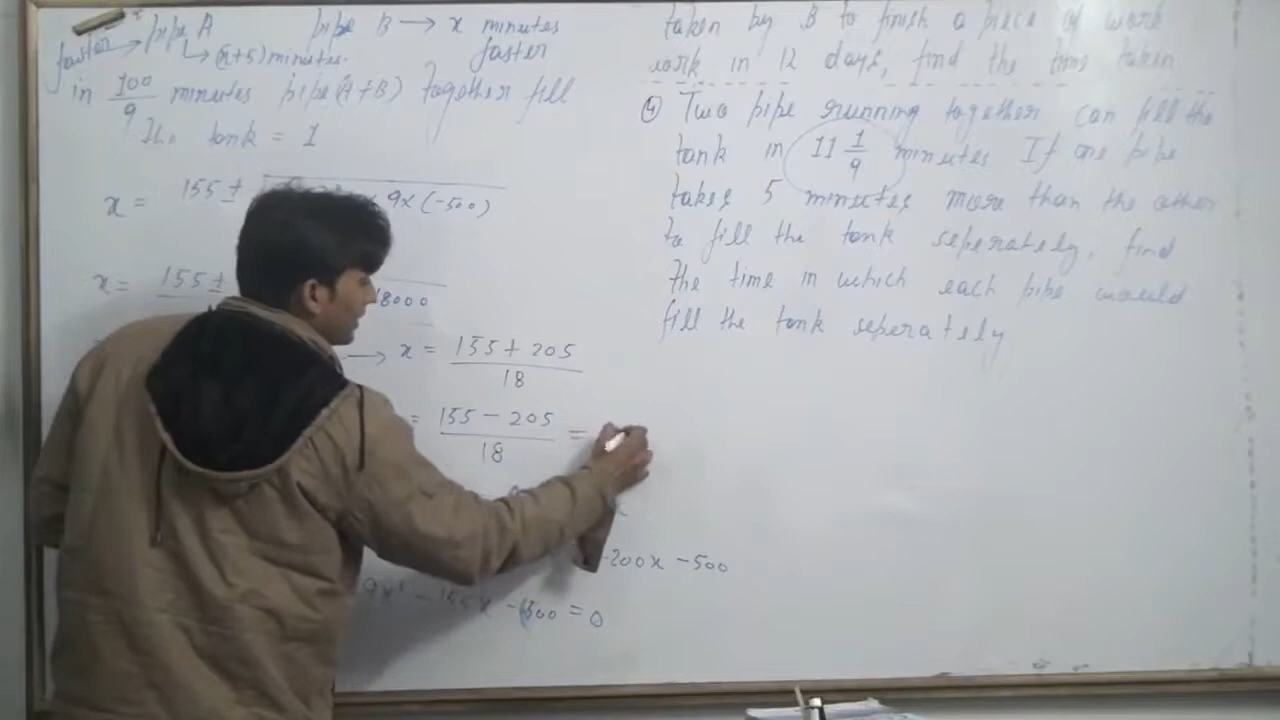 pipe A pipe B → x minutes
faster → ↳ (x+5) minutes. faster
in 100/9 minutes pipe (A+B) together fill
The tank = 1
x = 155 ± 9x(-500)
x = 155 ± 18000
→ x = 155 + 205 / 18
= 155 - 205 / 18 =
-200x - 500
9x² - 155x - 500 = 0
taken by B to finish a piece of work
work in 12 days, find the time taken
④ Two pipe running together can fill the
tank in 11 1/9 minutes If one pipe
takes 5 minutes more than the other
to fill the tank seperately, find
The time in which each pipe would
fill the tank seperately